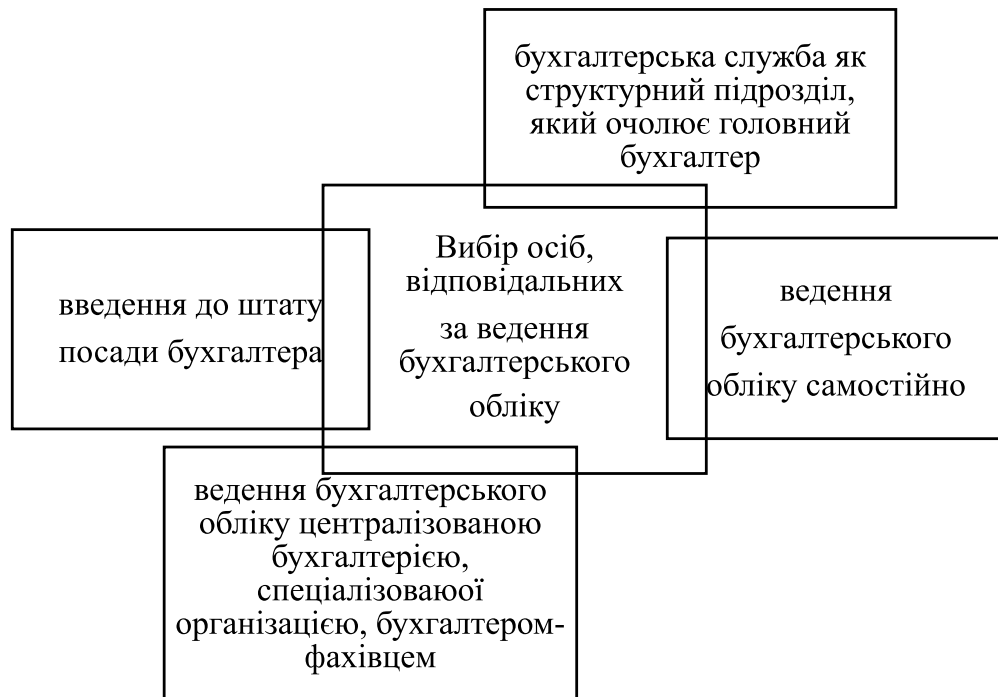 бухгалтерська служба як
структурний підрозділ,
який очолює головний
бухгалтер
введення до штату
посади бухгалтера
Вибір осіб,
відповідальних
за ведення
бухгалтерського
обліку
ведення
бухгалтерського
обліку самостійно
ведення бухгалтерського
обліку централізованою
бухгалтерією,
спеціалізоваюої
організацією, бухгалтером-
фахівцем